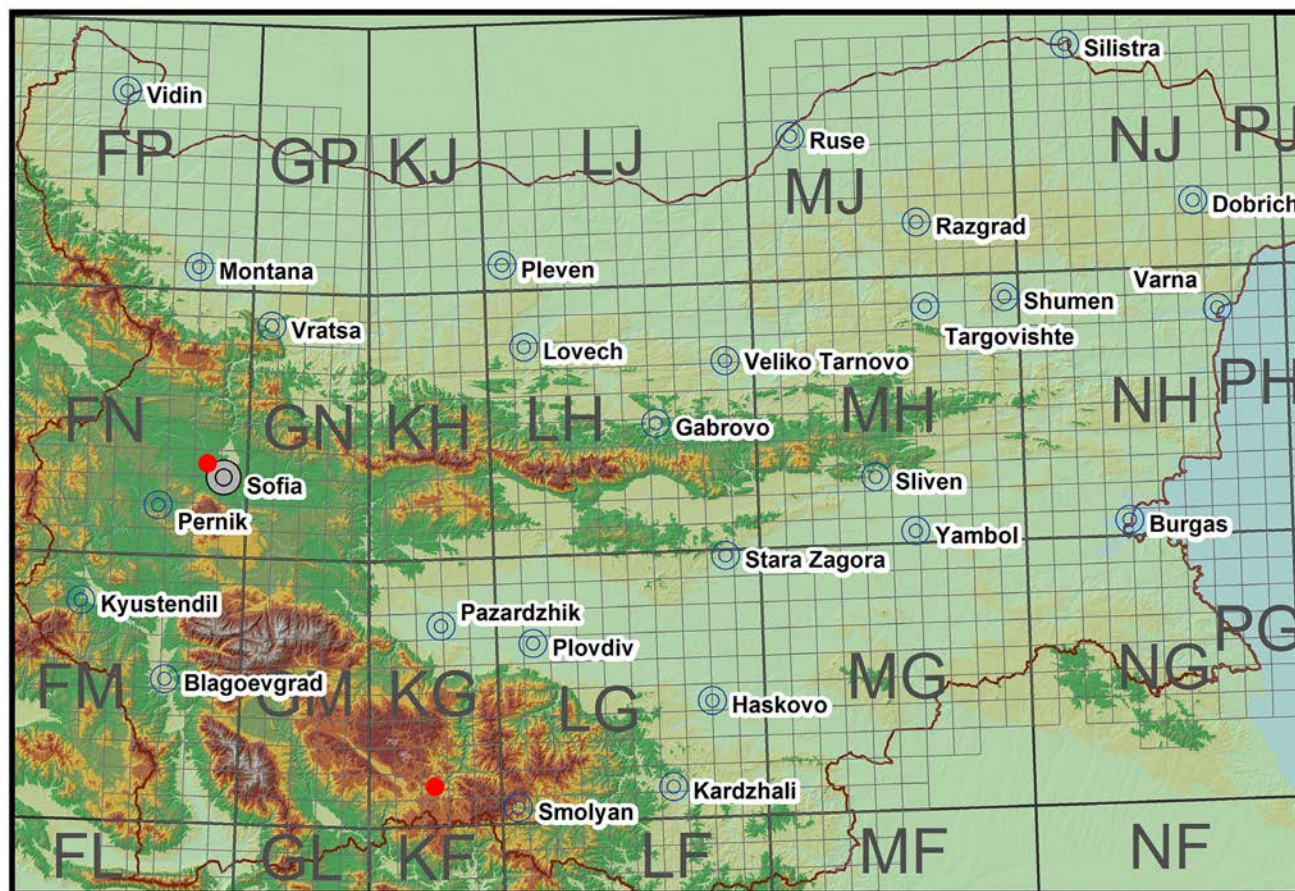 Silistra
Vidin
FP
GP
KJ
LJ
NJ
PJ
Ruse
MJ
Dobrich
Razgrad
Montana
Pleven
Varna
Shumen
Vratsa
Targovishte
Lovech
Veliko Tarnovo
PH
FN
GN
KH
LH
MH
NH
Gabrovo
Sofia
Sliven
Pernik
Burgas
Yambol
Stara Zagora
Kyustendil
Pazardzhik
Plovdiv
PG
FM
Blagoevgrad
GM
KG
LG
MG
NG
Haskovo
Kardzhali
Smolyan
FL
GL
KF
LF
MF
NF